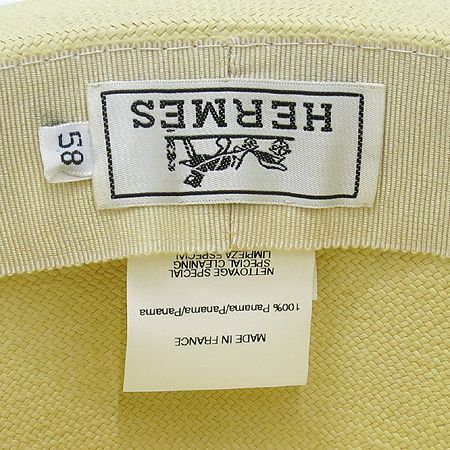 HERMES
58
MADE IN FRANCE
100% Panama/Panama/Panama
NETTOYAGE SPECIAL
SPECIAL CLEANING
LIMPIEZA ESPECIAL